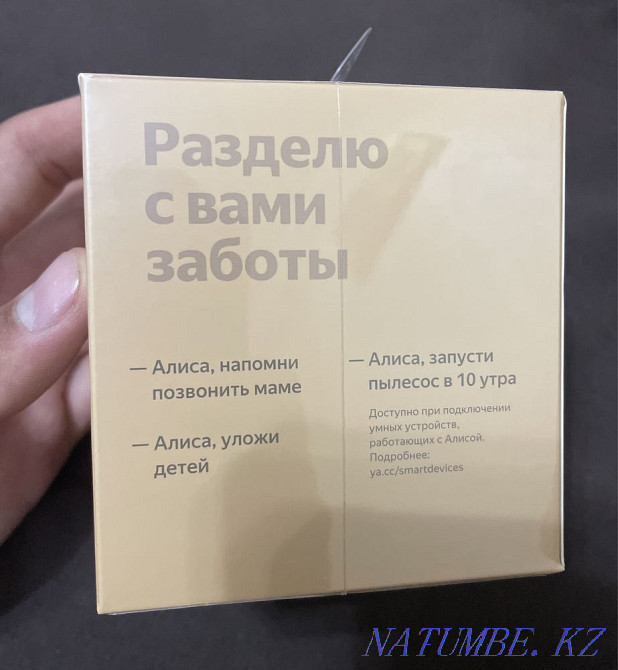 Разделю
с вами
заботы
— Алиса, напомни
позвонить маме
— Алиса, уложи
детей
— Алиса, запусти
пылесос в 10 утра
Доступно при подключении
умных устройств,
работающих с Алисой.
Подробнее:
ya.cc/smartdevices
NATUMBE. KZ